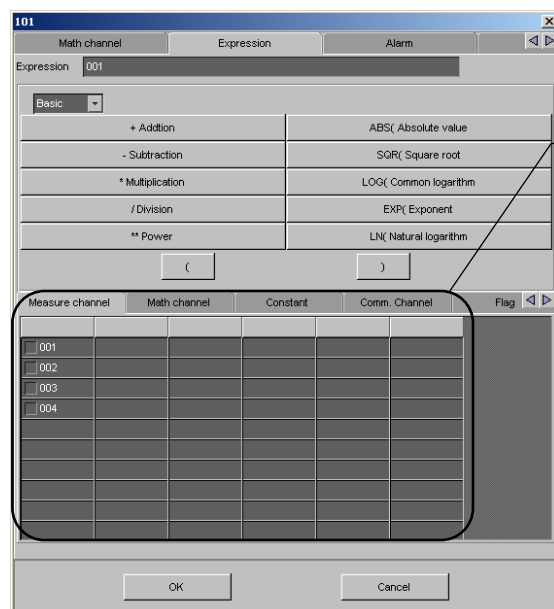 101
Math channel Expression Alarm
Expression 001
Basic
+ Addtion ABS( Absolute value
- Subtraction SQR( Square root
* Multiplication LOG( Common logarithm
/ Division EXP( Exponent
** Power LN( Natural logarithm
( )
Measure channel Math channel Constant Comm. Channel Flag
001
002
003
004
OK Cancel